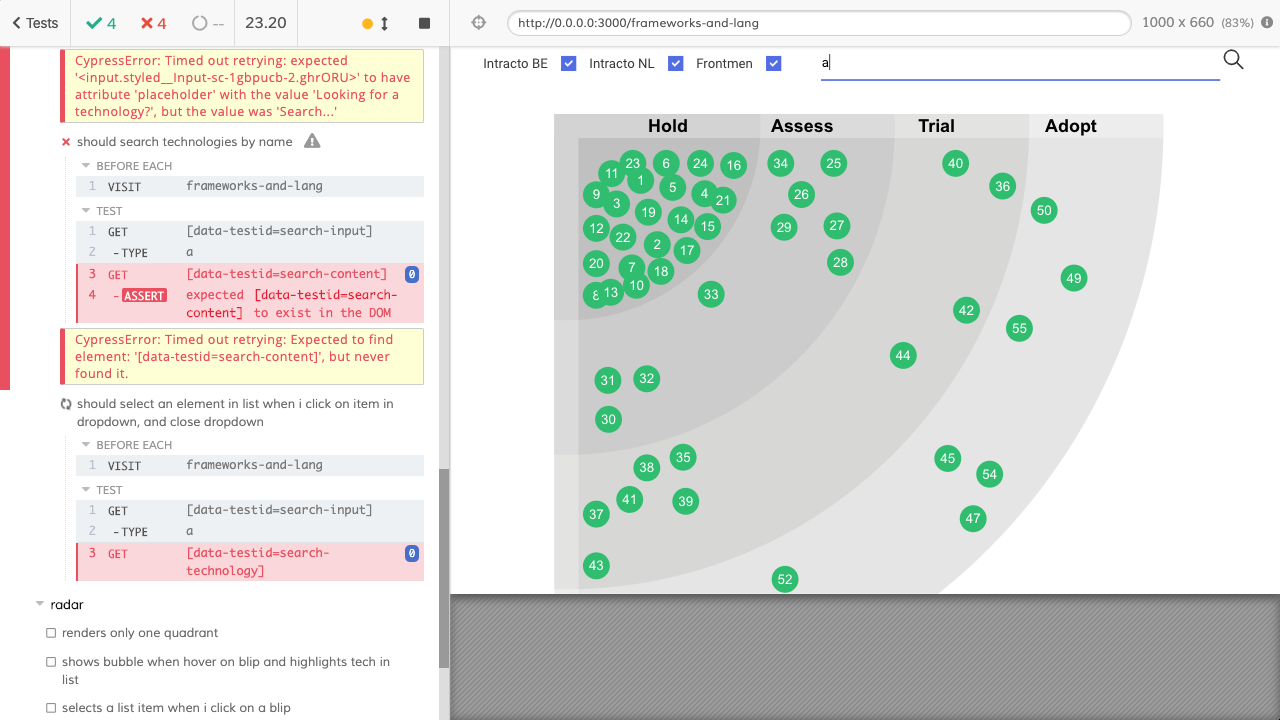 Tests 4 4 -- 23.20
http://0.0.0.0:3000/frameworks-and-lang 1000 x 660 (83%)
CypressError: Timed out retrying: expected
'<input.styled__Input-sc-1gbpucb-2.ghrORU>' to have
attribute 'placeholder' with the value 'Looking for a
technology?', but the value was 'Search...'
should search technologies by name
BEFORE EACH
1 VISIT frameworks-and-lang
TEST
1 GET [data-testid=search-input]
2 -TYPE a
3 GET [data-testid=search-content] 0
4 -ASSERT expected [data-testid=search-
content] to exist in the DOM
CypressError: Timed out retrying: Expected to find
element: '[data-testid=search-content]', but never
found it.
should select an element in list when i click on item in
dropdown, and close dropdown
BEFORE EACH
1 VISIT frameworks-and-lang
TEST
1 GET [data-testid=search-input]
2 -TYPE a
3 GET [data-testid=search- 0
technology]
radar
renders only one quadrant
shows bubble when hover on blip and highlights tech in
list
selects a list item when i click on a blip
Intracto BE Intracto NL Frontmen a
Hold Assess Trial Adopt
23 6 24 16 34 25 40
11 1 5 36
9 3 4 21 26 50
19 14 15
12 22 2 17 29 27
20 7 18 28 49
8 13 10 33 42
55
44
31 32
30
35 45
38 54
41 39
37 47
43
52